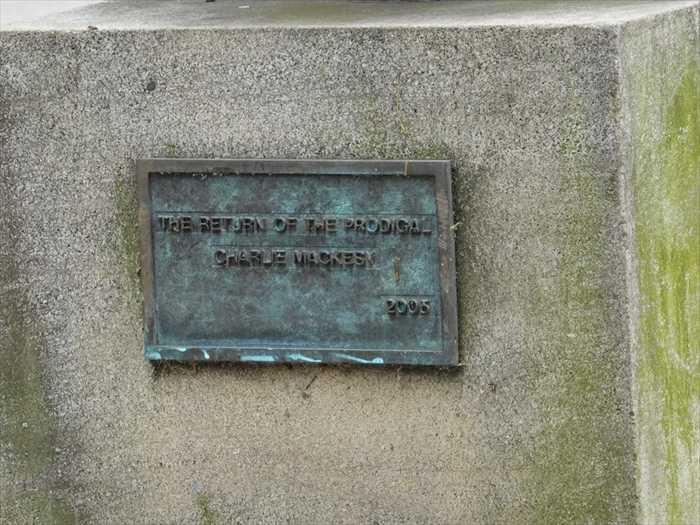 THE RETURN OF THE PRODIGAL
CHARLIE MACKESY
2005